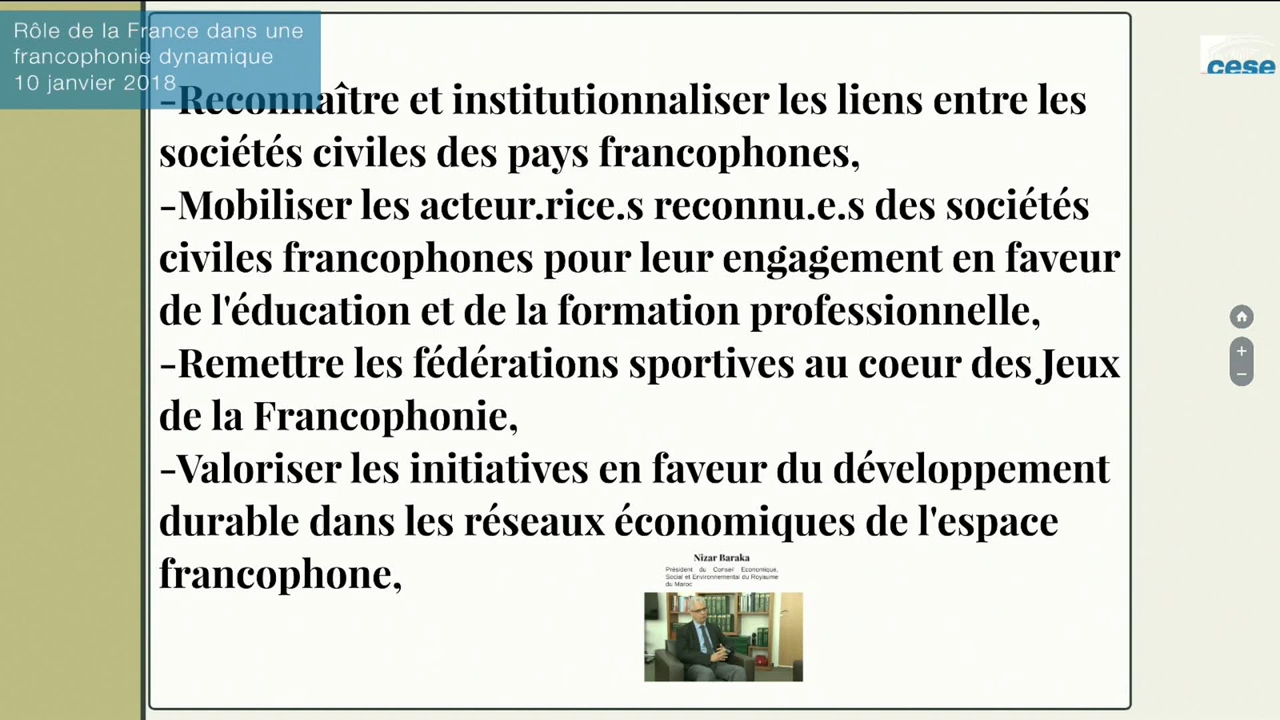 Rôle de la France dans une
francophonie dynamique
10 janvier 2018
cese
-Reconnaître et institutionnaliser les liens entre les
sociétés civiles des pays francophones,
-Mobiliser les acteur.rice.s reconnu.e.s des sociétés
civiles francophones pour leur engagement en faveur
de l'éducation et de la formation professionnelle,
-Remettre les fédérations sportives au coeur des Jeux
de la Francophonie,
-Valoriser les initiatives en faveur du développement
durable dans les réseaux économiques de l'espace
francophone,
Nizar Baraka
Président du Conseil Economique,
Social et Environnemental du Royaume
du Maroc